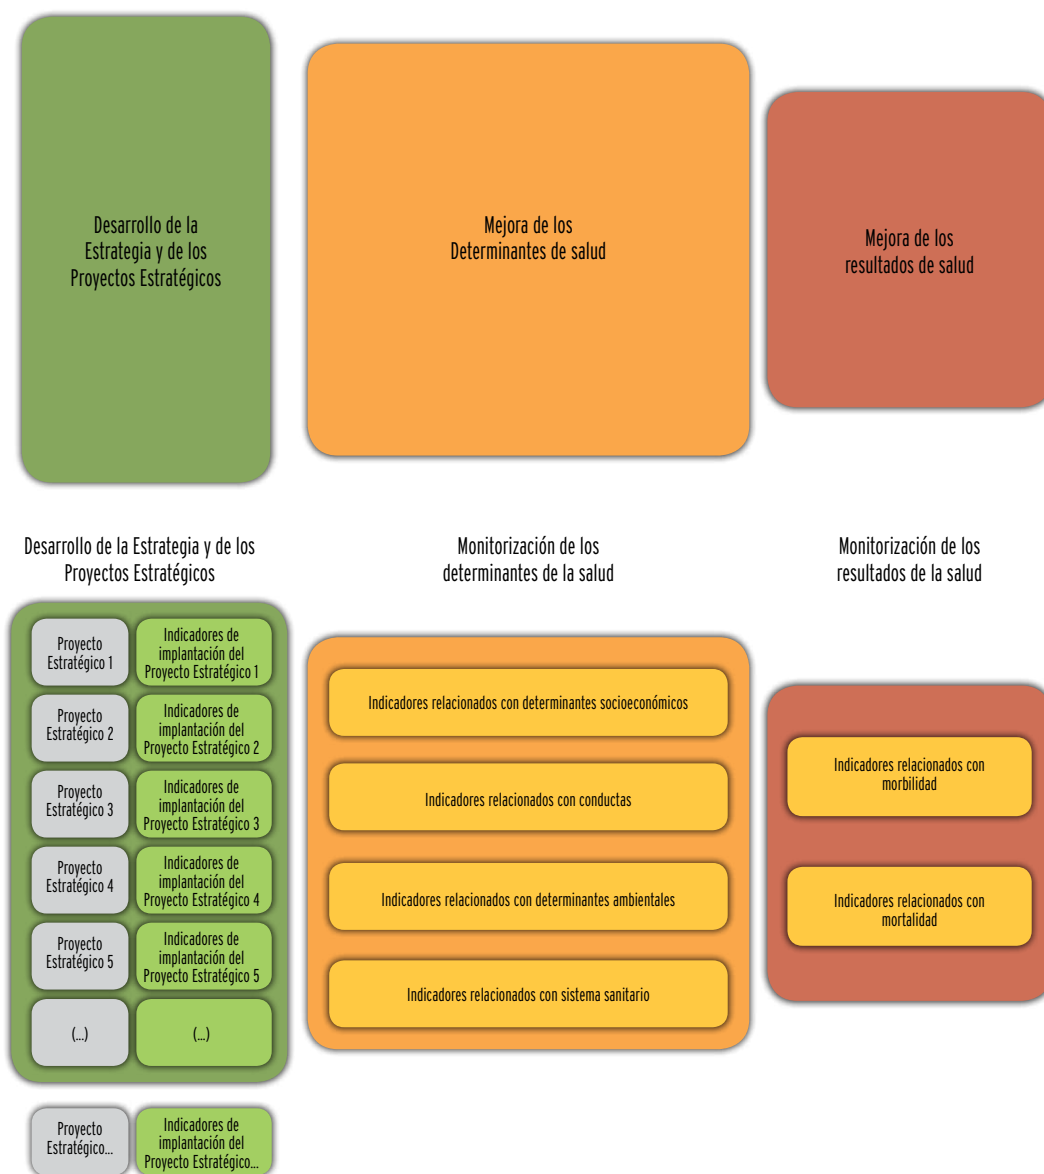 Desarrollo de la
Estrategia y de los
Proyectos Estratégicos
Mejora de los
Determinantes de salud
Mejora de los
resultados de salud
Desarrollo de la Estrategia y de los
Proyectos Estratégicos
Monitorización de los
determinantes de la salud
Monitorización de los
resultados de la salud
Proyecto
Estratégico 1
Indicadores de
implantación del
Proyecto Estratégico 1
Proyecto
Estratégico 2
Indicadores de
implantación del
Proyecto Estratégico 2
Proyecto
Estratégico 3
Indicadores de
implantación del
Proyecto Estratégico 3
Proyecto
Estratégico 4
Indicadores de
implantación del
Proyecto Estratégico 4
Proyecto
Estratégico 5
Indicadores de
implantación del
Proyecto Estratégico 5
(...)
(...)
Proyecto
Estratégico...
Indicadores de
implantación del
Proyecto Estratégico...
Indicadores relacionados con determinantes socioeconómicos
Indicadores relacionados con conductas
Indicadores relacionados con determinantes ambientales
Indicadores relacionados con sistema sanitario
Indicadores relacionados con
morbilidad
Indicadores relacionados con
mortalidad